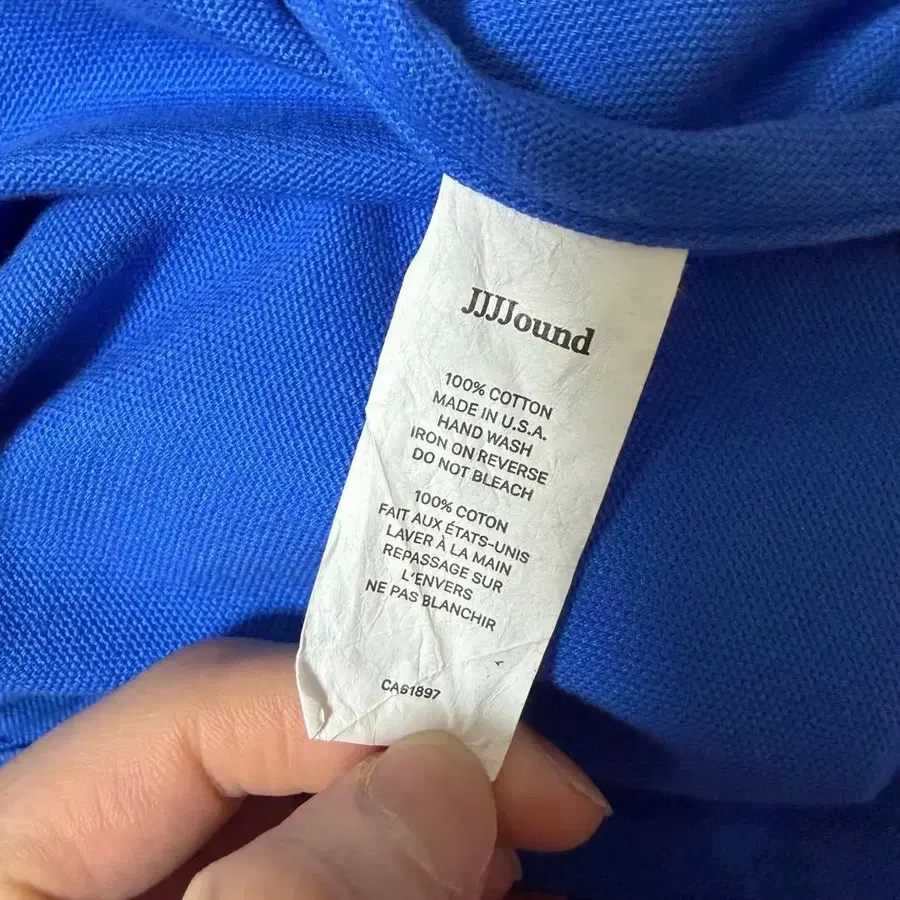 JJJJound
100% COTTON
MADE IN U.S.A.
HAND WASH
IRON ON REVERSE
DO NOT BLEACH
100% COTON
FAIT AUX ÉTATS-UNIS
LAVER À LA MAIN
REPASSAGE SUR
L'ENVERS
NE PAS BLANCHIR
CA61897